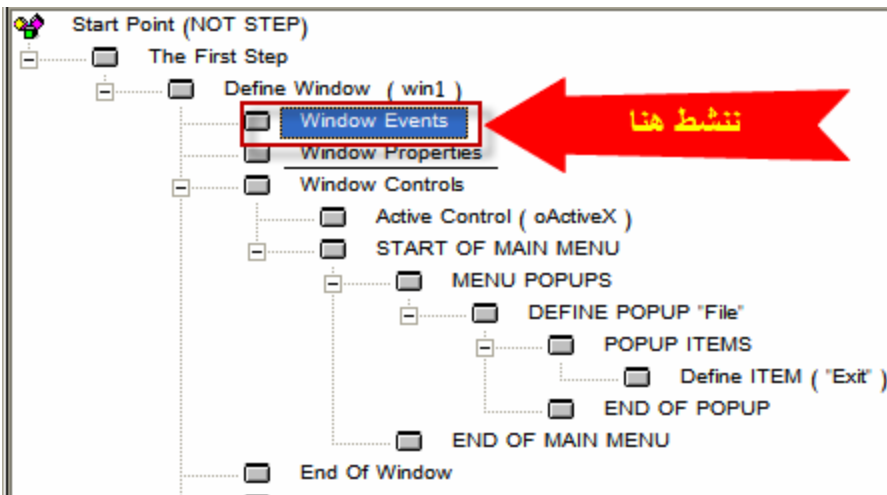 Start Point (NOT STEP)
The First Step
Define Window ( win1 )
Window Events
ننشط هنا
Window Properties
Window Controls
Active Control ( oActiveX )
START OF MAIN MENU
MENU POPUPS
DEFINE POPUP "File"
POPUP ITEMS
Define ITEM ( "Exit" )
END OF POPUP
END OF MAIN MENU
End Of Window